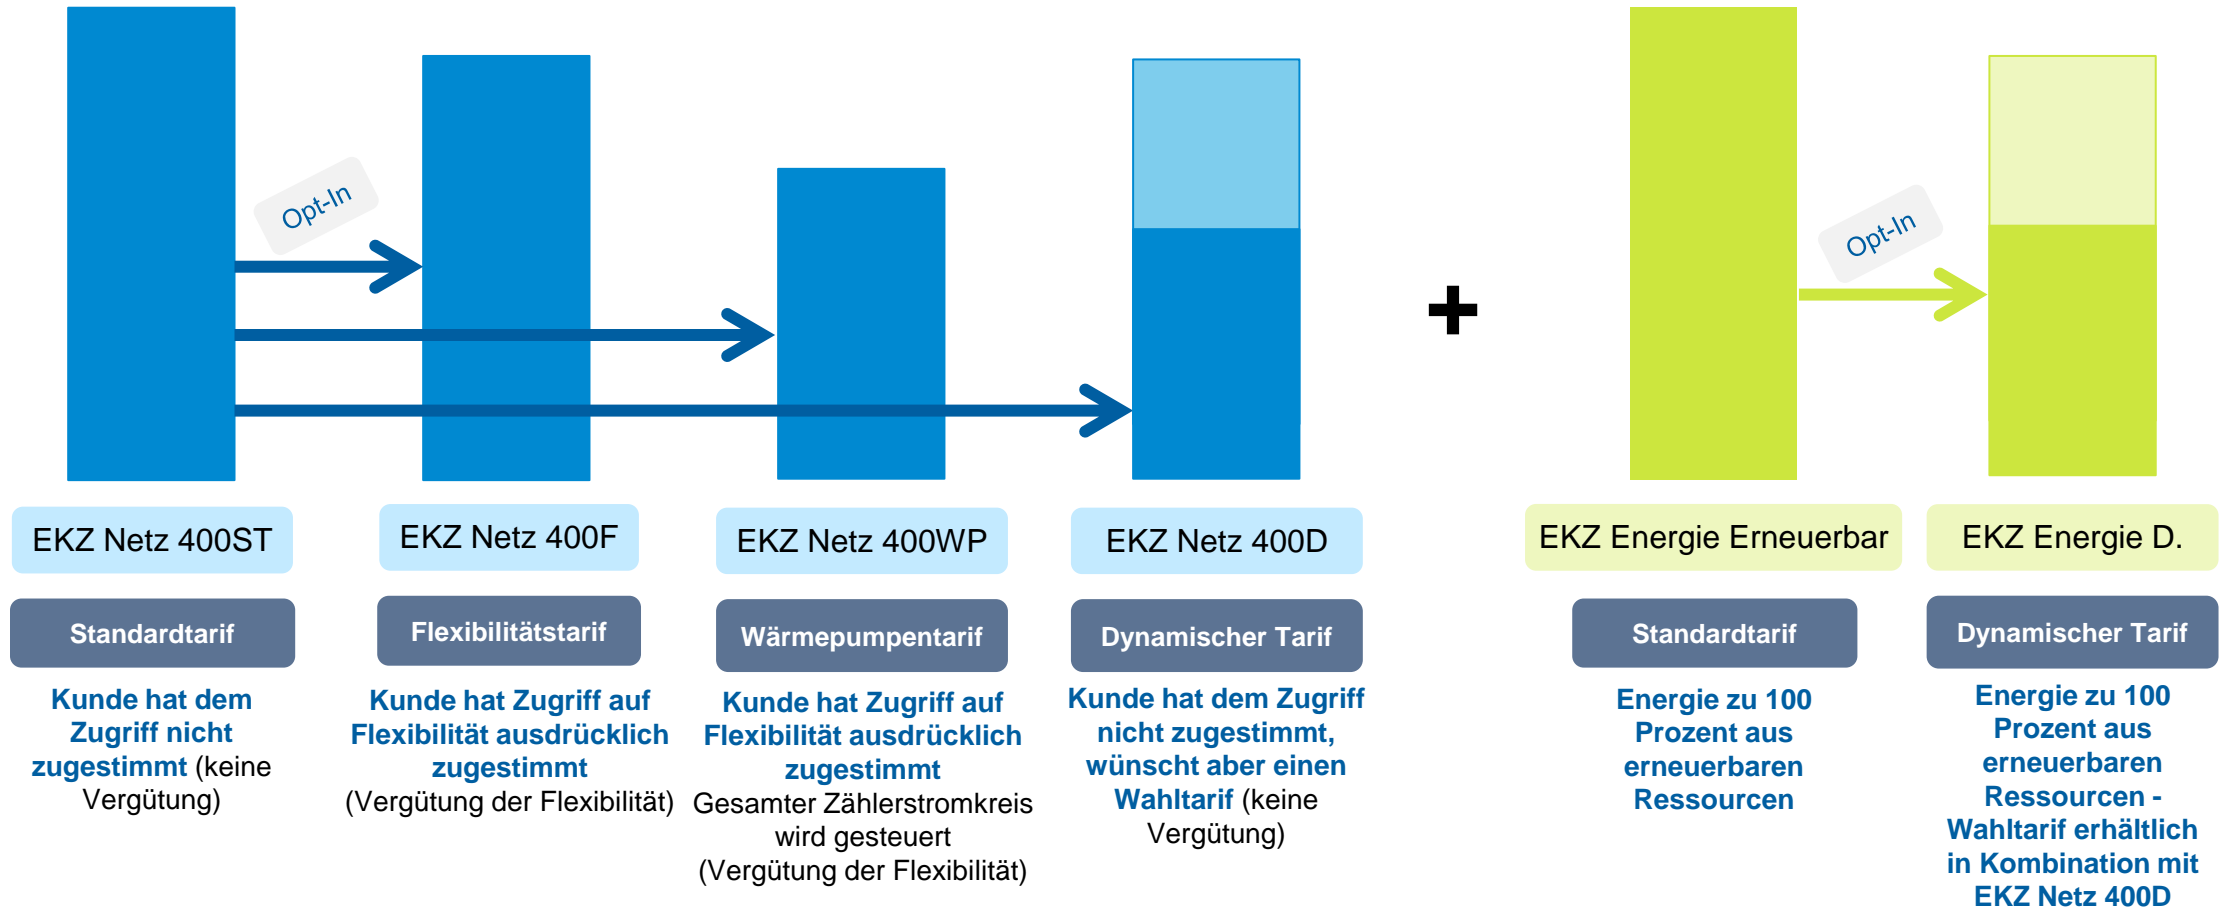 Opt-In
Opt-In
+
EKZ Netz 400ST
Standardtarif
Kunde hat dem
Zugriff nicht
zugestimmt (keine
Vergütung)
EKZ Netz 400F
Flexibilitätstarif
Kunde hat Zugriff auf
Flexibilität ausdrücklich
zugestimmt
(Vergütung der Flexibilität)
EKZ Netz 400WP
Wärmepumpentarif
Kunde hat Zugriff auf
Flexibilität ausdrücklich
zugestimmt
Gesamter Zählerstromkreis
wird gesteuert
(Vergütung der Flexibilität)
EKZ Netz 400D
Dynamischer Tarif
Kunde hat dem Zugriff
nicht zugestimmt,
wünscht aber einen
Wahltarif (keine
Vergütung)
EKZ Energie Erneuerbar
Standardtarif
Energie zu 100
Prozent aus
erneuerbaren
Ressourcen
EKZ Energie D.
Dynamischer Tarif
Energie zu 100
Prozent aus
erneuerbaren
Ressourcen -
Wahltarif erhältlich
in Kombination mit
EKZ Netz 400D